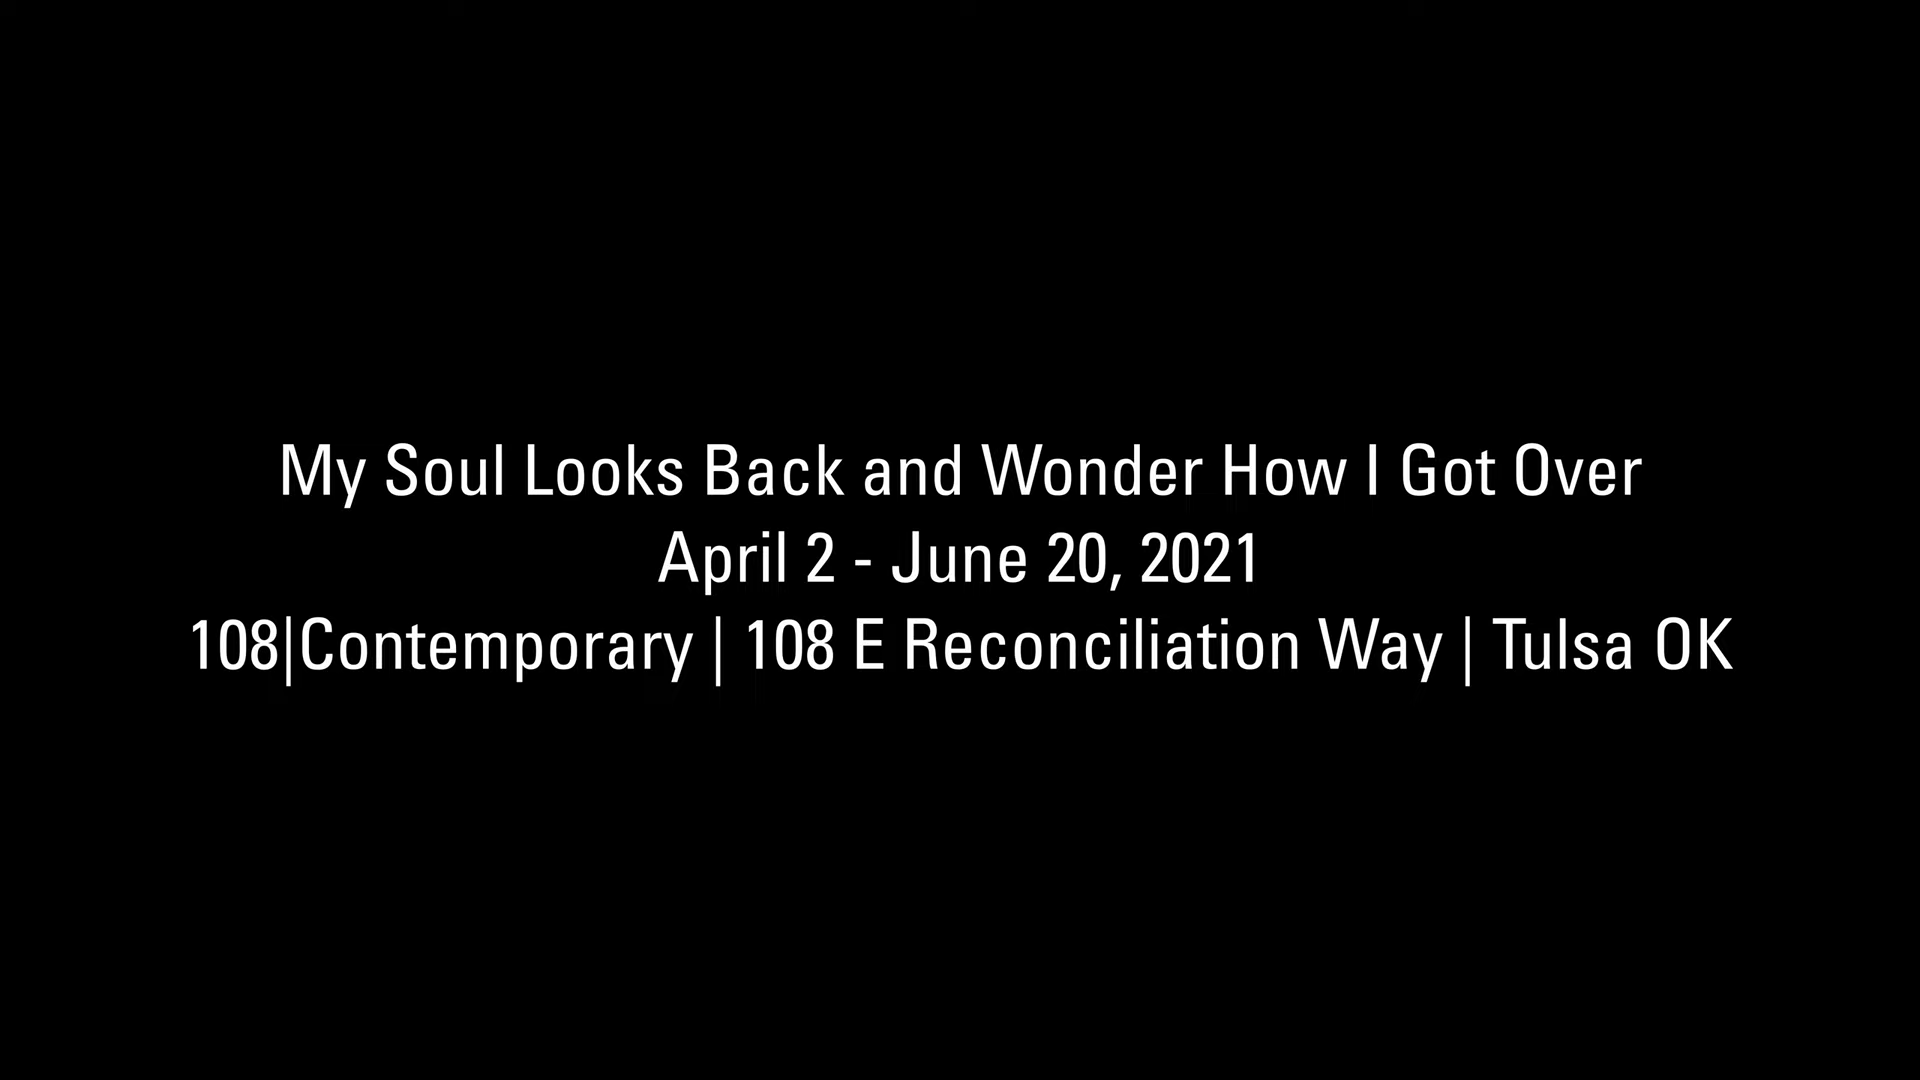 My Soul Looks Back and Wonder How I Got Over
April 2 - June 20, 2021
108|Contemporary | 108 E Reconciliation Way | Tulsa OK